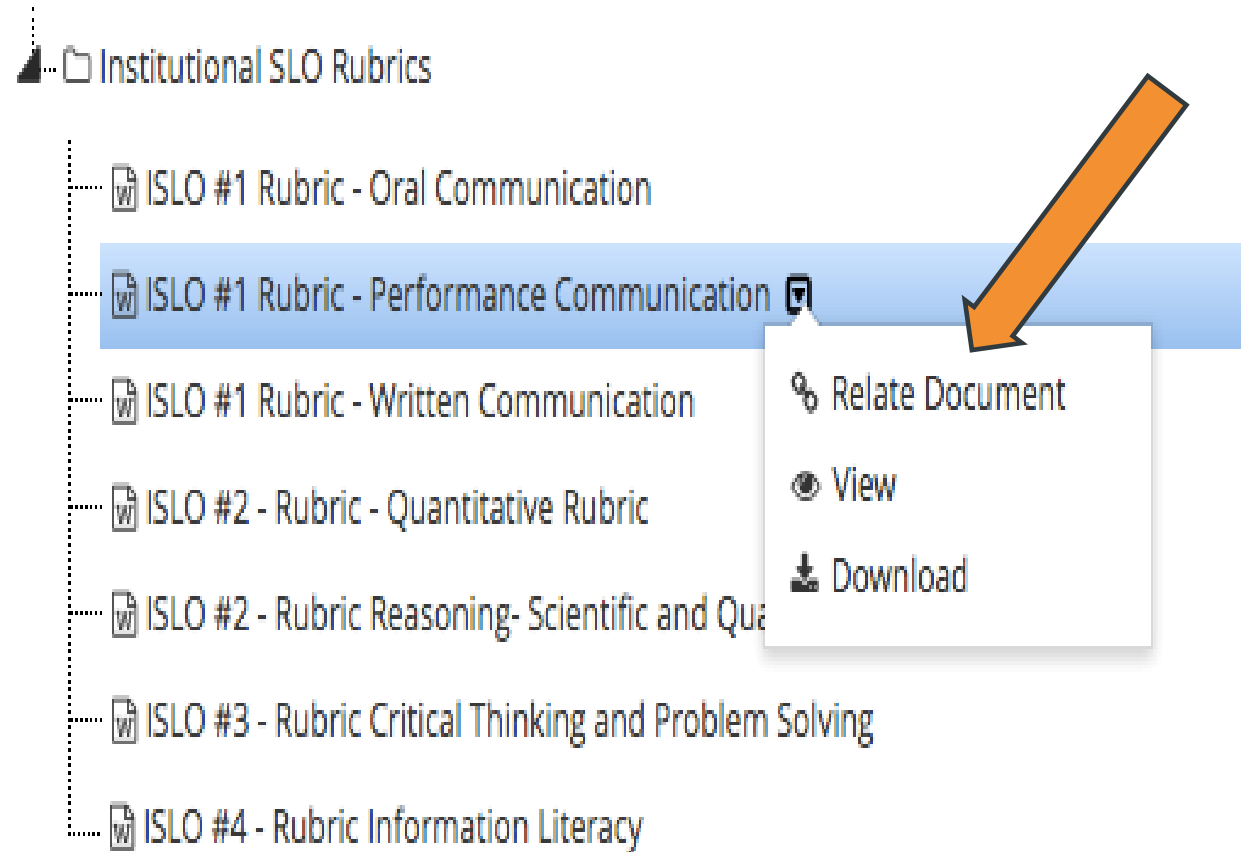 Institutional SLO Rubrics
ISLO #1 Rubric - Oral Communication
ISLO #1 Rubric - Performance Communication
ISLO #1 Rubric - Written Communication
ISLO #2 - Rubric - Quantitative Rubric
ISLO #2 - Rubric Reasoning- Scientific and Qua
ISLO #3 - Rubric Critical Thinking and Problem Solving
ISLO #4 - Rubric Information Literacy
Relate Document
View
Download